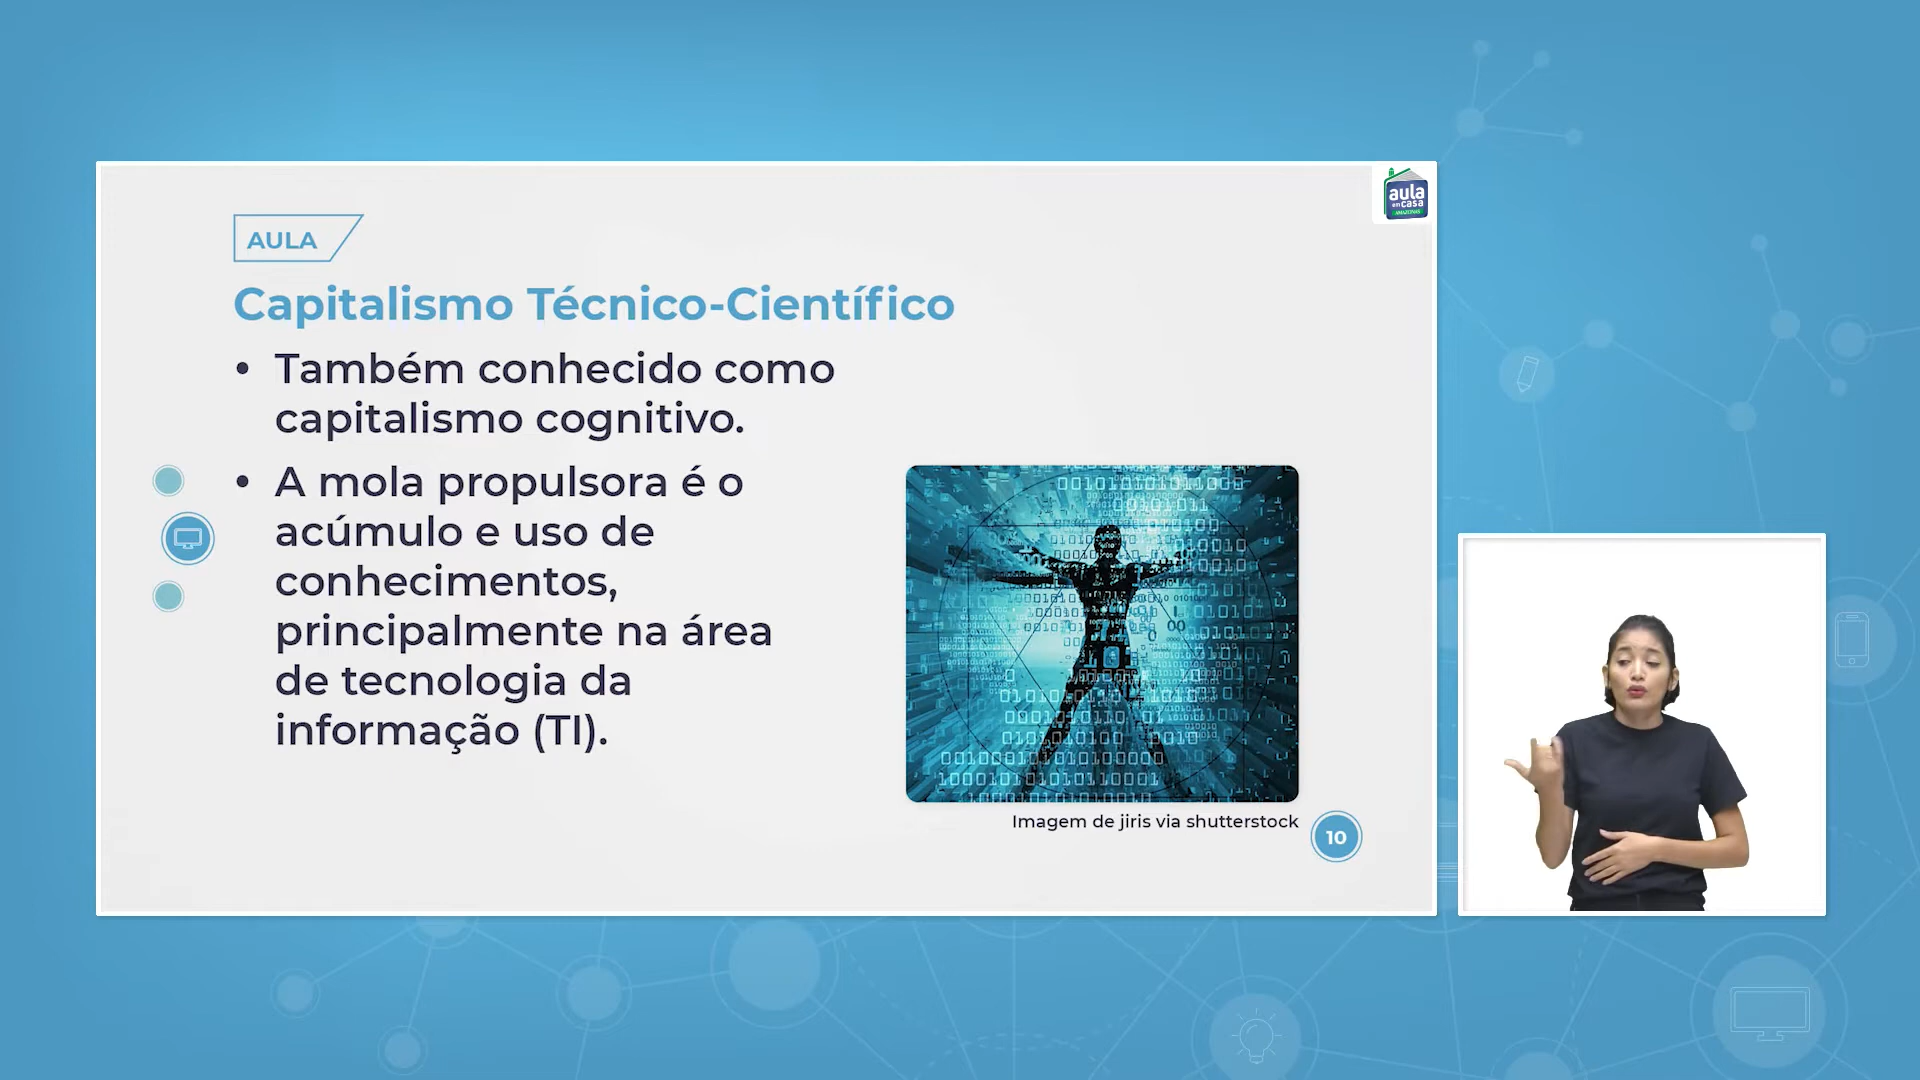 aula
em casa
AMAZONAS
AULA
Capitalismo Técnico-Científico
• Também conhecido como
capitalismo cognitivo.
• A mola propulsora é o
acúmulo e uso de
conhecimentos,
principalmente na área
de tecnologia da
informação (TI).
Imagem de jiris via shutterstock
10